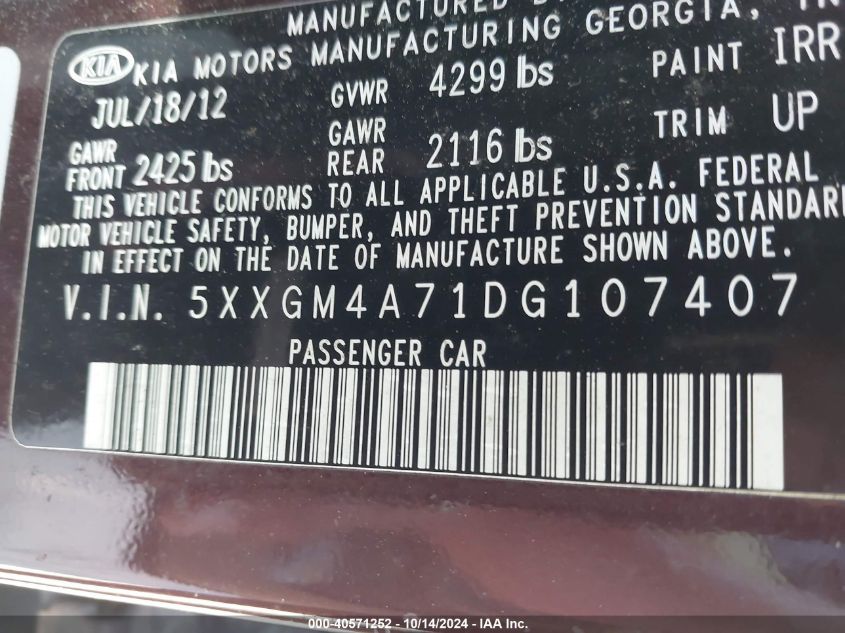 MANUFACTURED
KIA KIA MOTORS MANUFACTURING GEORGIA,
JUL/18/12 GVWR 4299 lbs PAINT IRR
GAWR FRONT 2425 lbs GAWR REAR 2116 lbs TRIM UP
THIS VEHICLE CONFORMS TO ALL APPLICABLE U.S.A. FEDERAL
MOTOR VEHICLE SAFETY, BUMPER, AND THEFT PREVENTION STANDAR
IN EFFECT ON THE DATE OF MANUFACTURE SHOWN ABOVE.
V.I.N. 5XXGM4A71DG107407
PASSENGER CAR
000-40571252 - 10/14/2024 - IAA Inc.